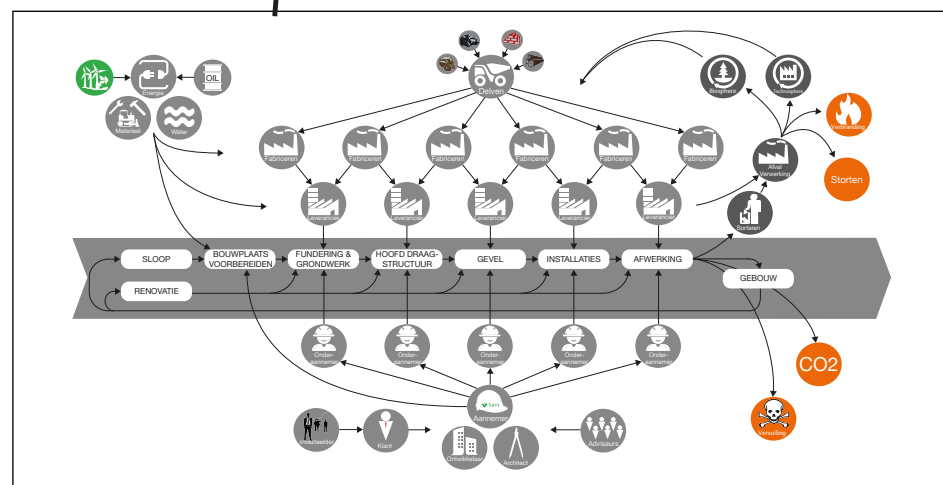 Delven
Energie
OIL
Materieel
Water
Biosphere
Technosphere
Verbranding
Fabriceren
Fabriceren
Fabriceren
Fabriceren
Fabriceren
Fabriceren
Afval
Verwerking
Storten
Leverancier
Leverancier
Leverancier
Leverancier
Leverancier
Sorteren
SLOOP
BOUWPLAATS
VOORBEREIDEN
FUNDERING &
GRONDWERK
HOOFD DRAAG-
STRUCTUUR
GEVEL
INSTALLATIES
AFWERKING
GEBOUW
RENOVATIE
Onder-
aannemer
Onder-
aannemer
Onder-
aannemer
Onder-
aannemer
Onder-
aannemer
CO2
Aannemer
Vervuiling
Investeerder
Klant
Ontwikkelaar
Architect
Adviseurs